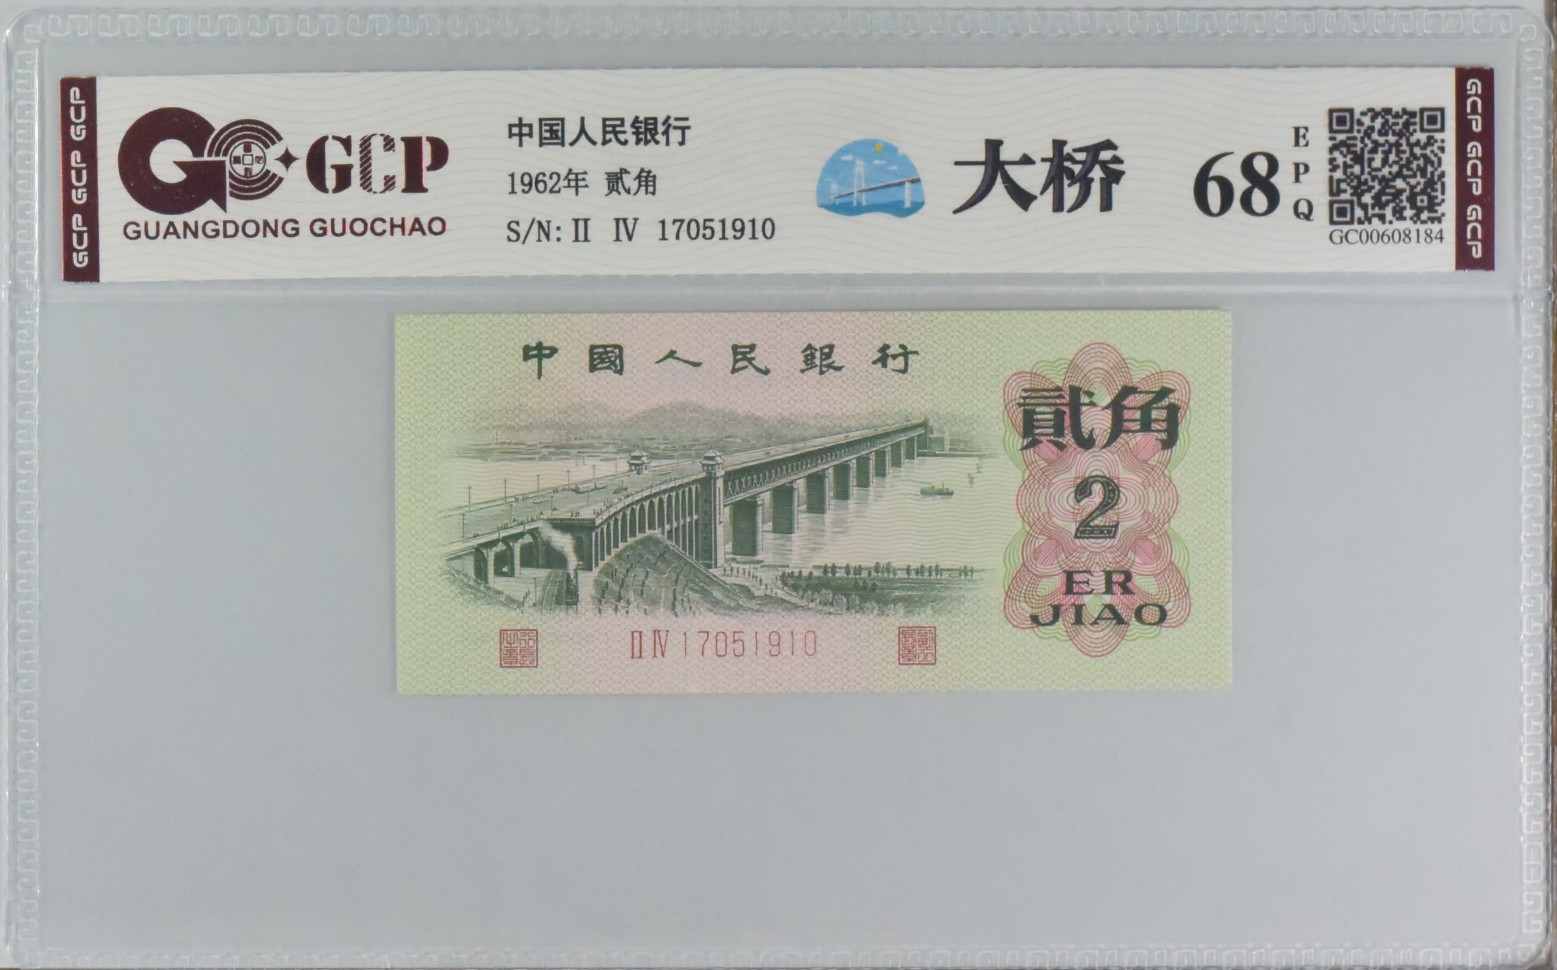 GCP GCP GCP
GCP
GUANGDONG GUOCHAO
中国人民银行
1962年 贰角
S/N: II IV 17051910
大桥
68
EPQ
GC00608184
GCP GCP GCP
中國人民銀行
貳角
2
ER
JIAO
II IV 17051910